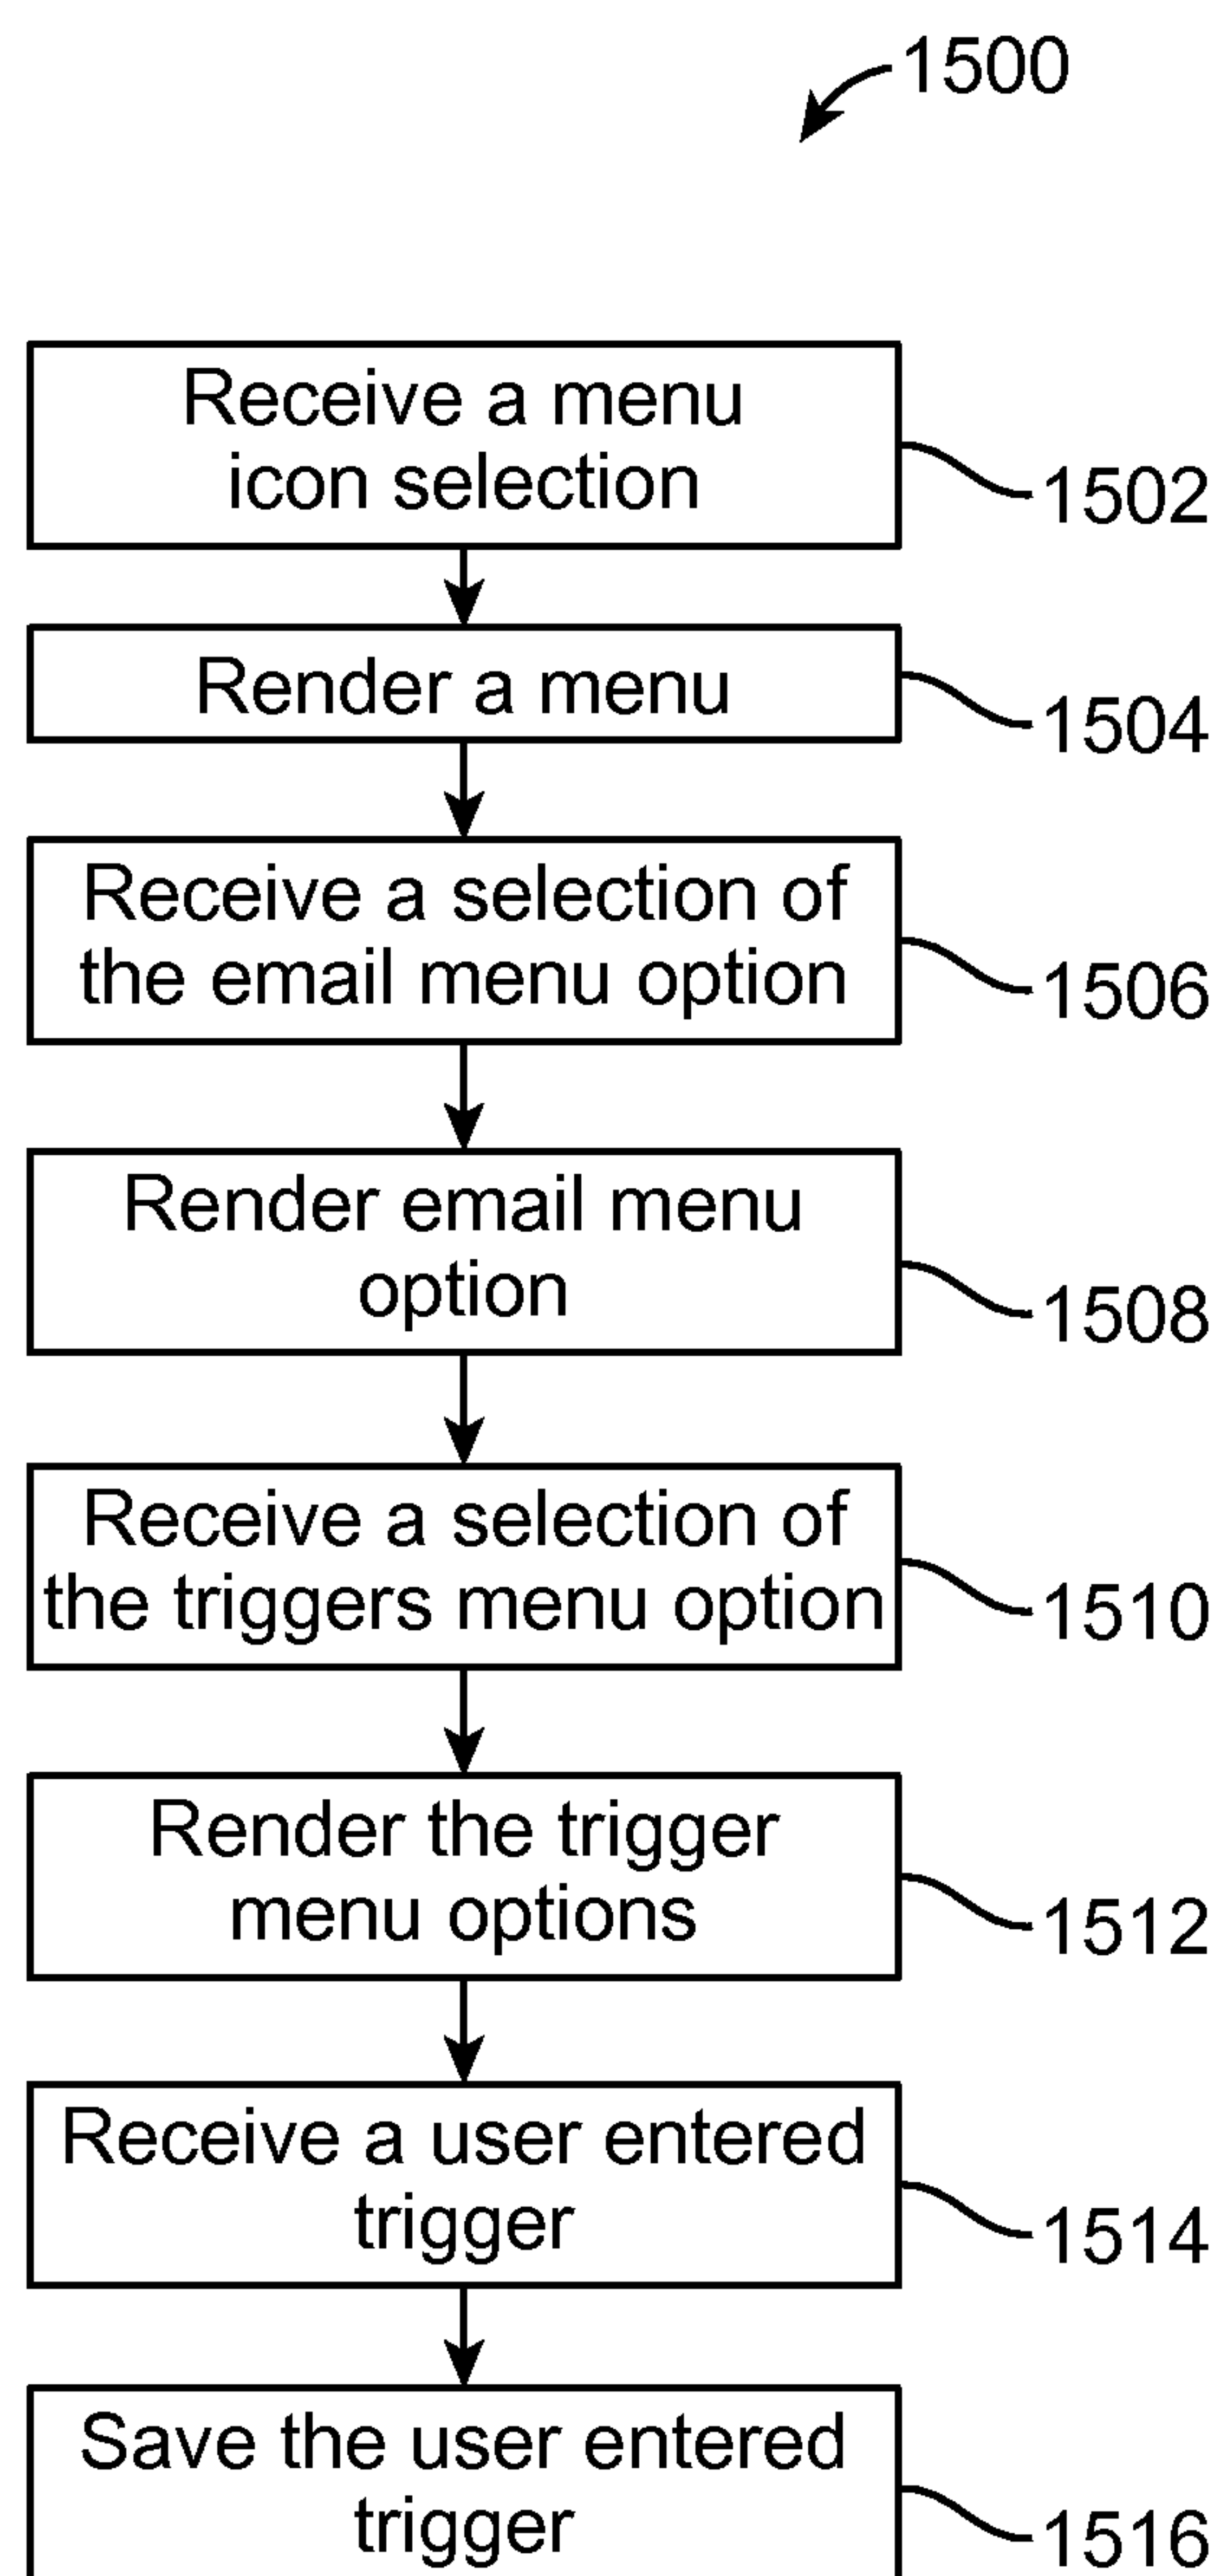 1500
Receive a menu
icon selection
1502
Render a menu
1504
Receive a selection of
the email menu option
1506
Render email menu
option
1508
Receive a selection of
the triggers menu option
1510
Render the trigger
menu options
1512
Receive a user entered
trigger
1514
Save the user entered
trigger
1516